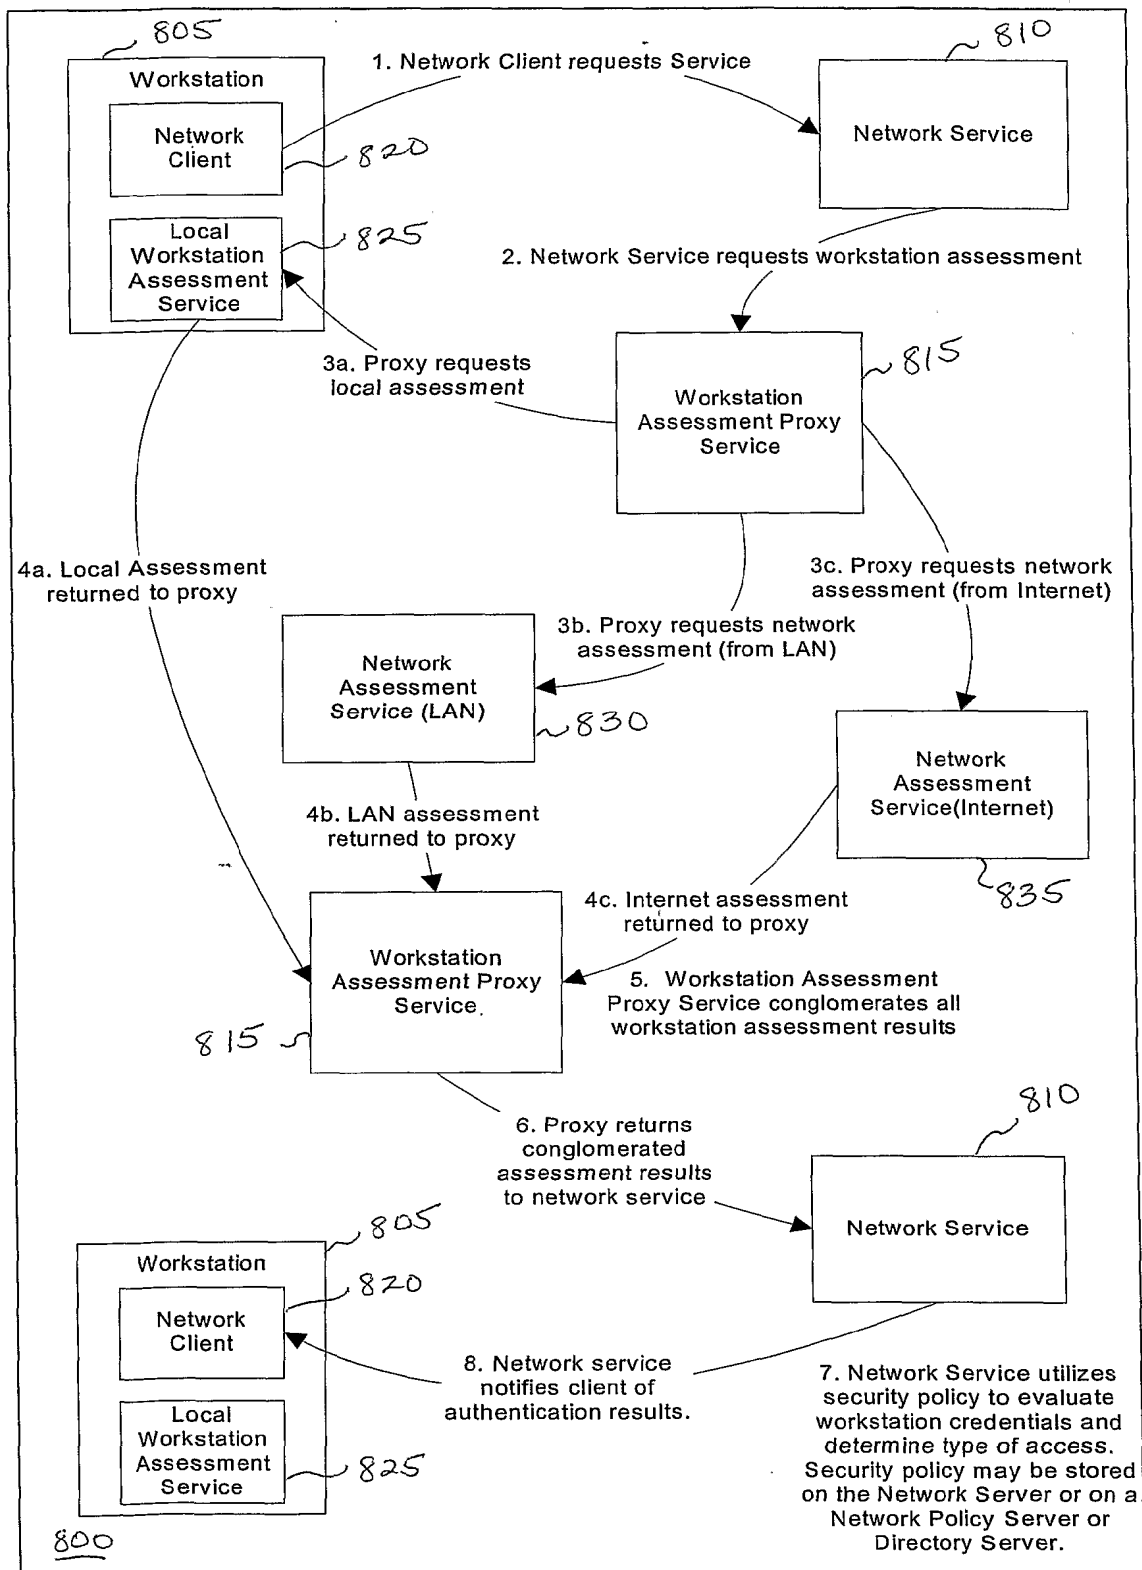 805
810
Workstation
1. Network Client requests Service
Network
Client
820
Network Service
Local
Workstation
Assessment
Service
825
2. Network Service requests workstation assessment
3a. Proxy requests
local assessment
815
Workstation
Assessment Proxy
Service
4a. Local Assessment
returned to proxy
3c. Proxy requests network
assessment (from Internet)
3b. Proxy requests network
assessment (from LAN)
Network
Assessment
Service (LAN)
830
Network
Assessment
Service(Internet)
835
4b. LAN assessment
returned to proxy
4c. Internet assessment
returned to proxy
Workstation
Assessment Proxy
Service.
815
5. Workstation Assessment
Proxy Service conglomerates all
workstation assessment results
6. Proxy returns
conglomerated
assessment results
to network service
810
Network Service
805
Workstation
820
Network
Client
8. Network service
notifies client of
authentication results.
Local
Workstation
Assessment
Service
825
7. Network Service utilizes
security policy to evaluate
workstation credentials and
determine type of access.
Security policy may be stored
on the Network Server or on a
Network Policy Server or
Directory Server.
800